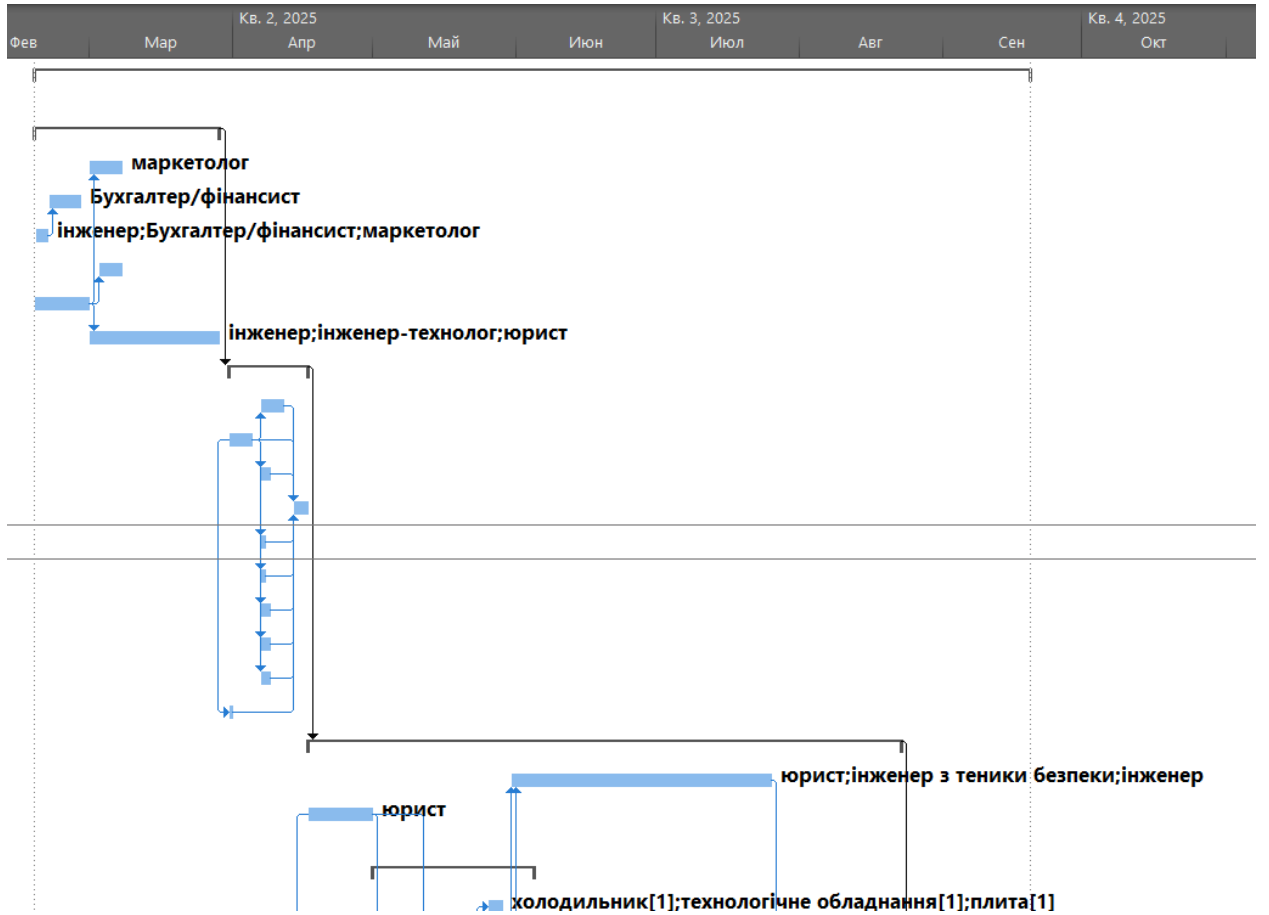 Кв. 2, 2025 Кв. 3, 2025 Кв. 4, 2025
Фев Мар Апр Май Июн Июл Авг Сен Окт
маркетолог
Бухгалтер/фінансист
інженер;Бухгалтер/фінансист;маркетолог
інженер;інженер-технолог;юрист
юрист;інженер з теники безпеки;інженер
юрист
холодильник[1];технологічне обладнання[1];плита[1]